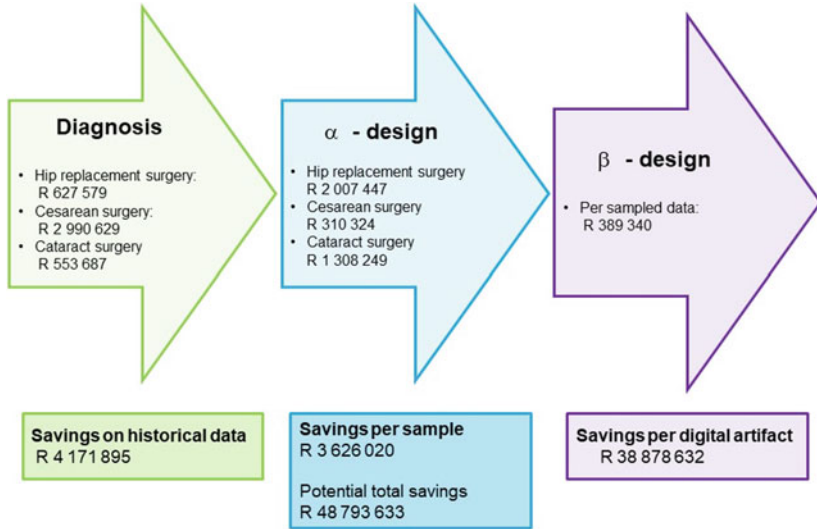 Diagnosis
• Hip replacement surgery:
R 627 579
• Cesarean surgery:
R 2 990 629
• Cataract surgery
R 553 687
α - design
• Hip replacement surgery
R 2 007 447
• Cesarean surgery
R 310 324
• Cataract surgery
R 1 308 249
β - design
• Per sampled data:
R 389 340
Savings on historical data
R 4 171 895
Savings per sample
R 3 626 020
Potential total savings
R 48 793 633
Savings per digital artifact
R 38 878 632